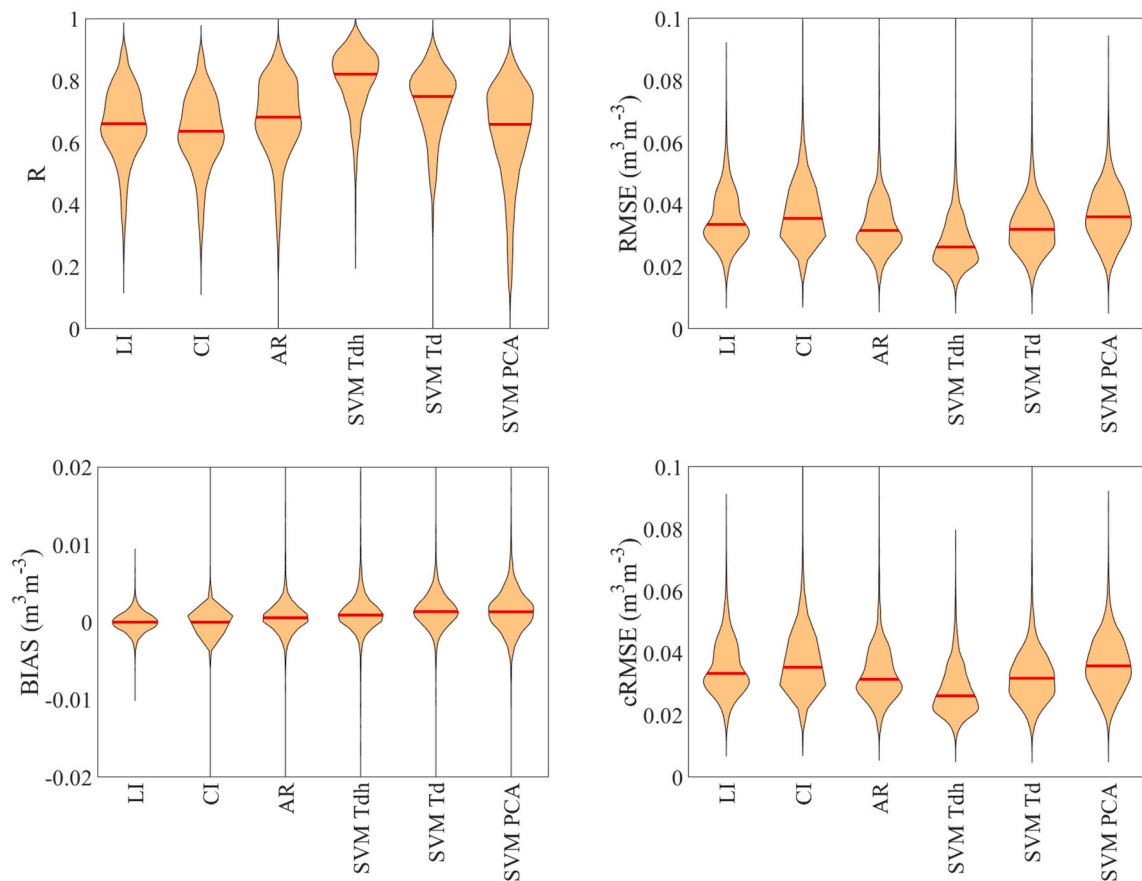 1
0.8
0.6
0.4
0.2
0
R
LI
CI
AR
SVM Tdh
SVM Td
SVM PCA
0.1
0.08
0.06
0.04
0.02
0
RMSE (m³m⁻³)
LI
CI
AR
SVM Tdh
SVM Td
SVM PCA
0.02
0.01
0
-0.01
-0.02
BIAS (m³m⁻³)
LI
CI
AR
SVM Tdh
SVM Td
SVM PCA
0.1
0.08
0.06
0.04
0.02
0
cRMSE (m³m⁻³)
LI
CI
AR
SVM Tdh
SVM Td
SVM PCA